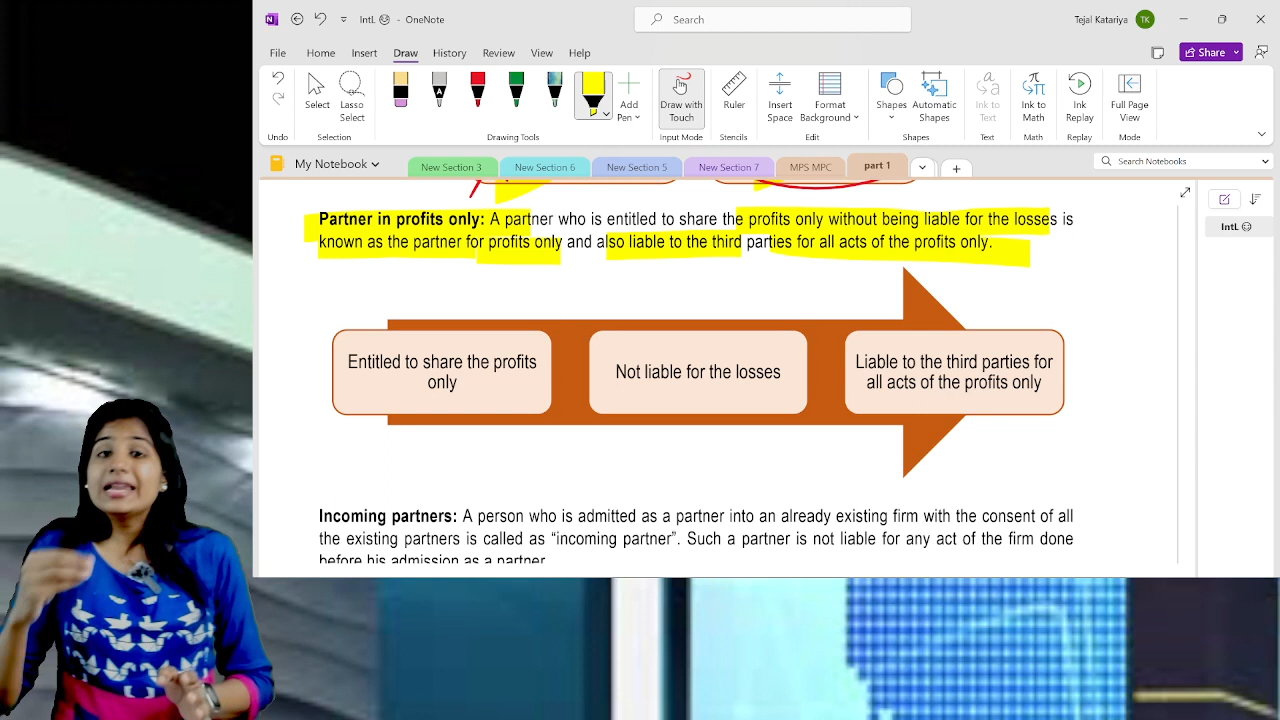 IntL - OneNote
Search
Tejal Katariya TK
File Home Insert Draw History Review View Help
Share
Select
Lasso Select
Add Pen
Draw with Touch
Ruler
Insert Space
Format Background
Shapes
Automatic Shapes
Ink to Text
Ink to Math
Ink Replay
Full Page View
Undo Selection Drawing Tools Input Mode Stencils Edit Shapes Text Math Replay Mode
My Notebook New Section 3 New Section 6 New Section 5 New Section 7 MPS MPC part 1 Search Notebooks
IntL
Partner in profits only: A partner who is entitled to share the profits only without being liable for the losses is
known as the partner for profits only and also liable to the third parties for all acts of the profits only.
Entitled to share the profits
only
Not liable for the losses
Liable to the third parties for
all acts of the profits only
Incoming partners: A person who is admitted as a partner into an already existing firm with the consent of all
the existing partners is called as “incoming partner”. Such a partner is not liable for any act of the firm done
before his admission as a partner.